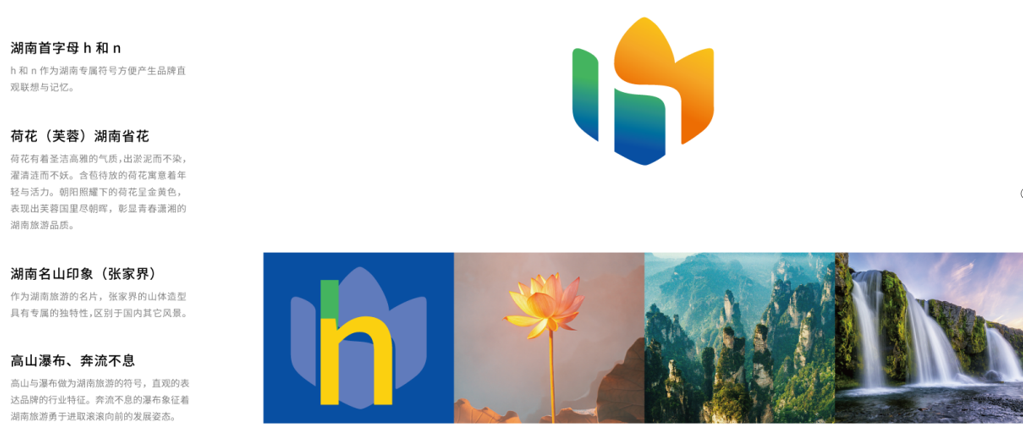 湖南首字母 h 和 n
h 和 n 作为湖南专属符号方便产生品牌直
观联想与记忆。
荷花（芙蓉）湖南省花
荷花有着圣洁高雅的气质，出淤泥而不染，
濯清涟而不妖。含苞待放的荷花寓意着年
轻与活力。朝阳照耀下的荷花呈金黄色，
表现出芙蓉国里尽朝晖，彰显青春潇湘的
湖南旅游品质。
湖南名山印象（张家界）
作为湖南旅游的名片，张家界的山体造型
具有专属的独特性，区别于国内其它风景。
高山瀑布、奔流不息
高山与瀑布做为湖南旅游的符号，直观的表
达品牌的行业特征。奔流不息的瀑布象征着
湖南旅游勇于进取滚滚向前的发展姿态。
h